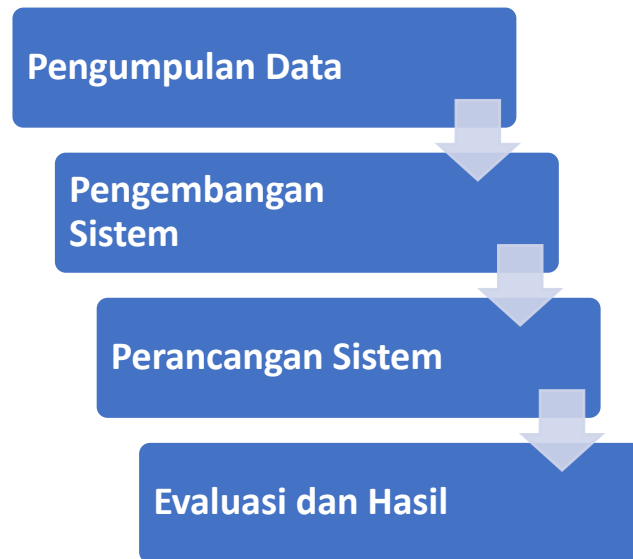 Pengumpulan Data
Pengembangan
Sistem
Perancangan Sistem
Evaluasi dan Hasil